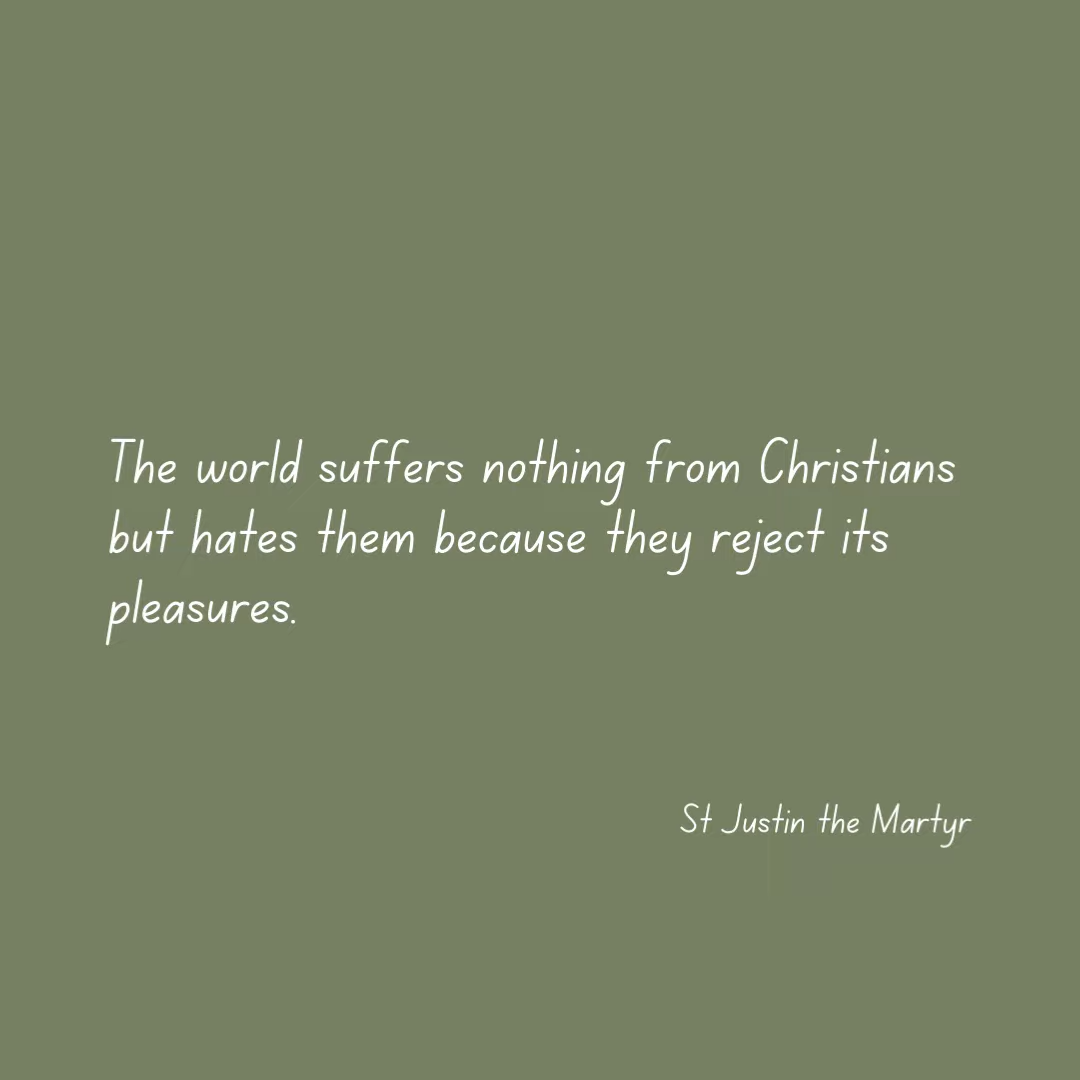 The world suffers nothing from Christians
but hates them because they reject its
pleasures.
St Justin the Martyr